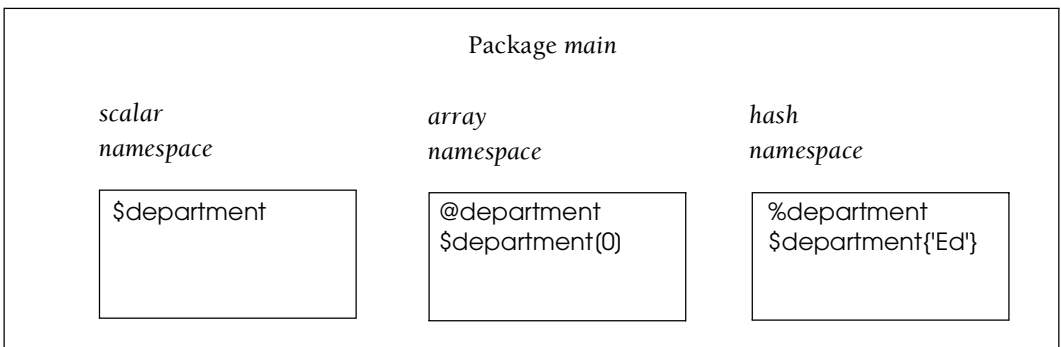 Package main
scalar
namespace
array
namespace
hash
namespace
$department
@department
$department(0)
%department
$department{'Ed'}